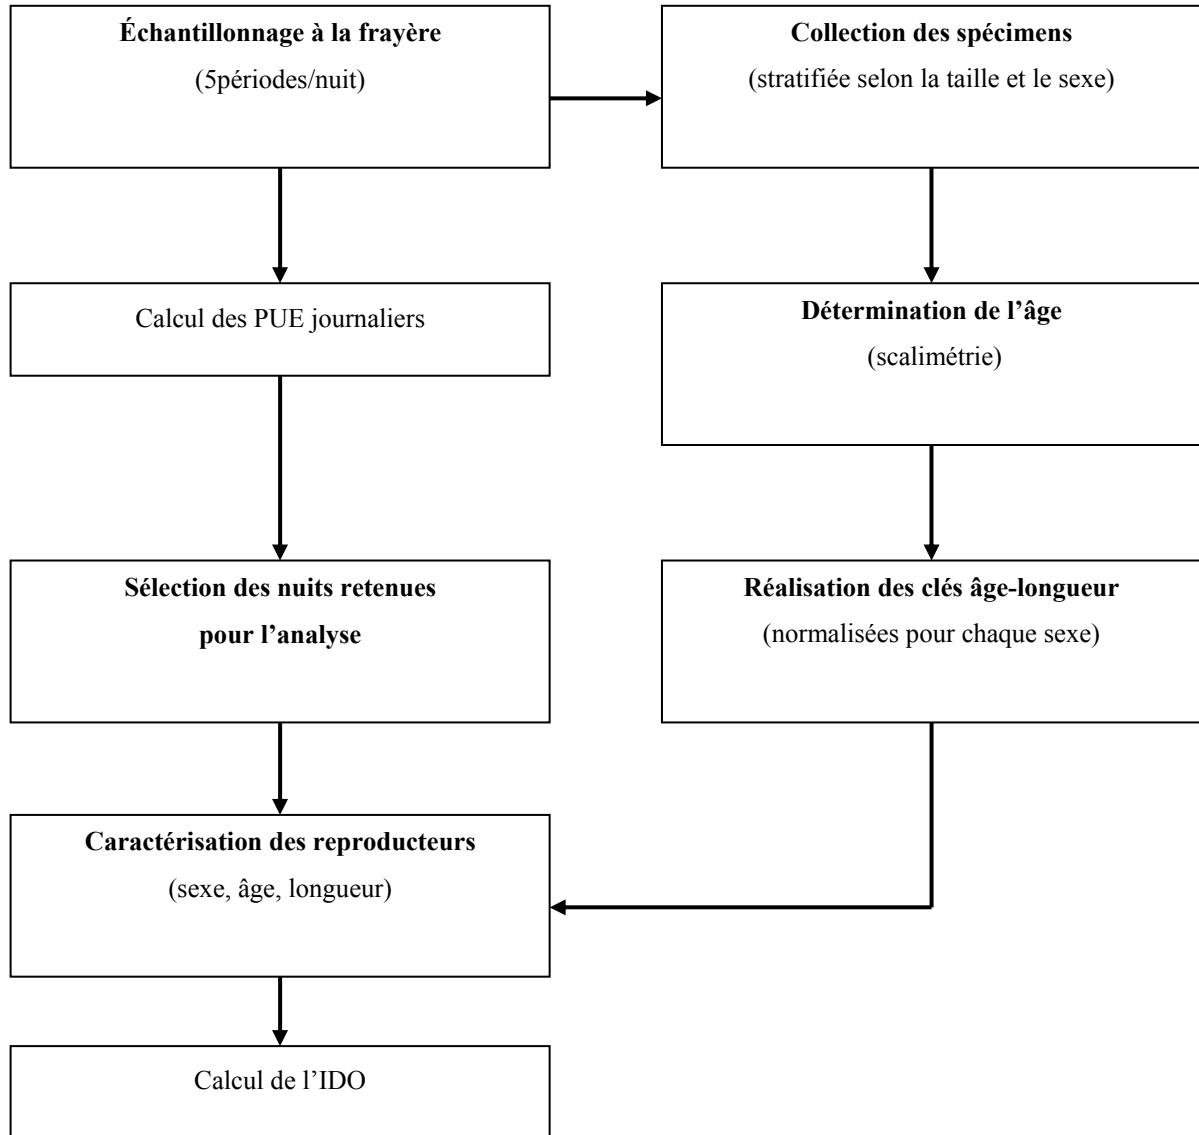 Échantillonnage à la frayère
(5périodes/nuit)
Collection des spécimens
(stratifiée selon la taille et le sexe)
Calcul des PUE journaliers
Détermination de l’âge
(scalimétrie)
Sélection des nuits retenues
pour l’analyse
Réalisation des clés âge-longueur
(normalisées pour chaque sexe)
Caractérisation des reproducteurs
(sexe, âge, longueur)
Calcul de l’IDO